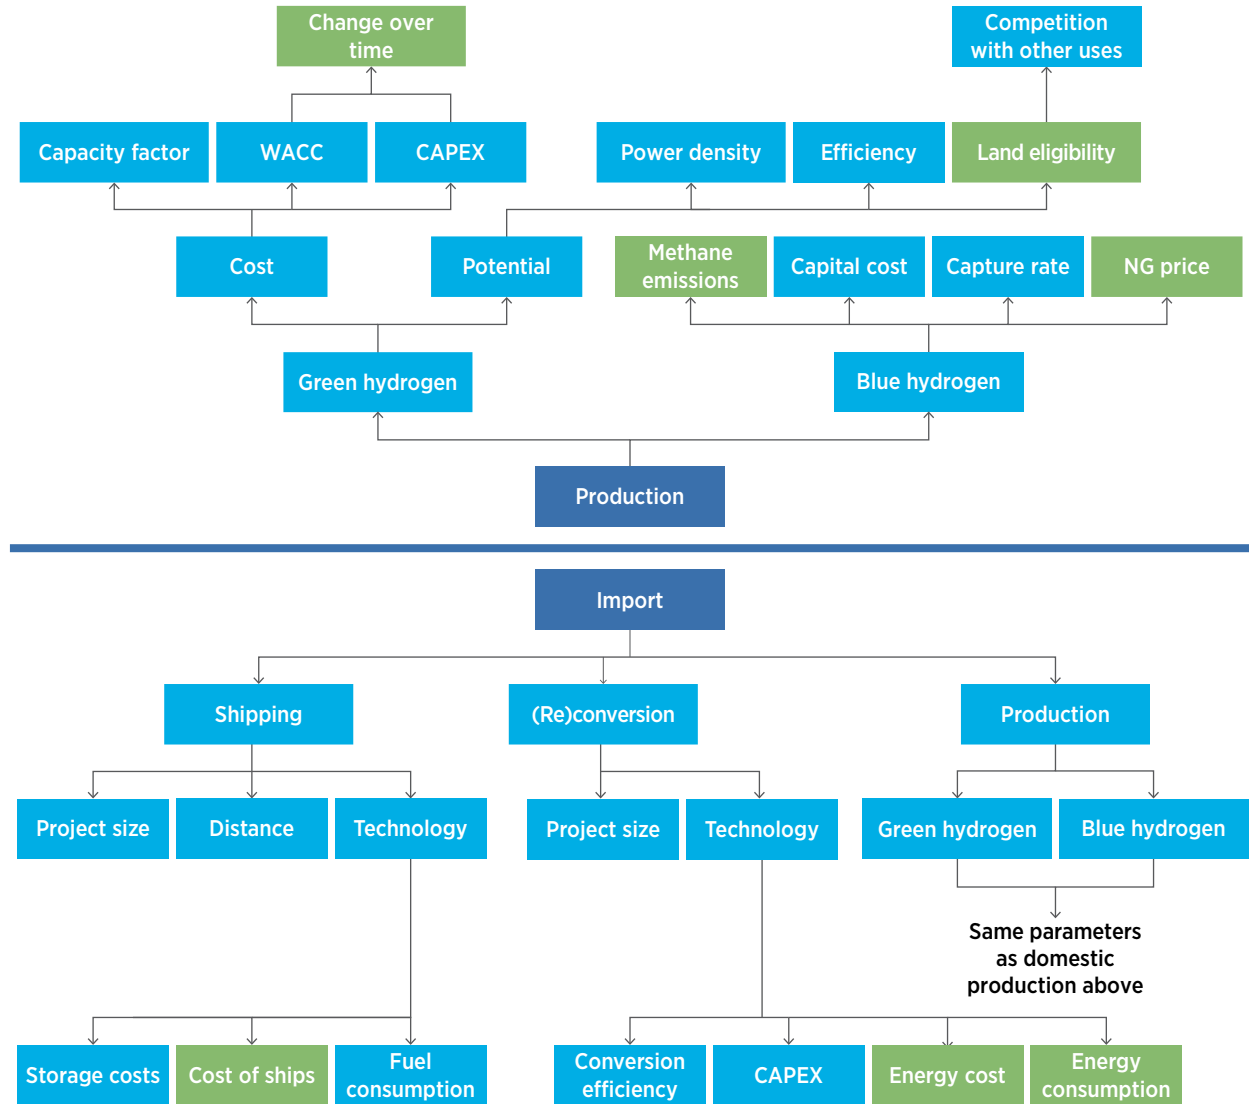 Change over
time
Competition
with other uses
Capacity factor
WACC
CAPEX
Power density
Efficiency
Land eligibility
Cost
Potential
Methane
emissions
Capital cost
Capture rate
NG price
Green hydrogen
Blue hydrogen
Production
Import
Shipping
(Re)conversion
Production
Project size
Distance
Technology
Project size
Technology
Green hydrogen
Blue hydrogen
Same parameters
as domestic
production above
Storage costs
Cost of ships
Fuel
consumption
Conversion
efficiency
CAPEX
Energy cost
Energy
consumption